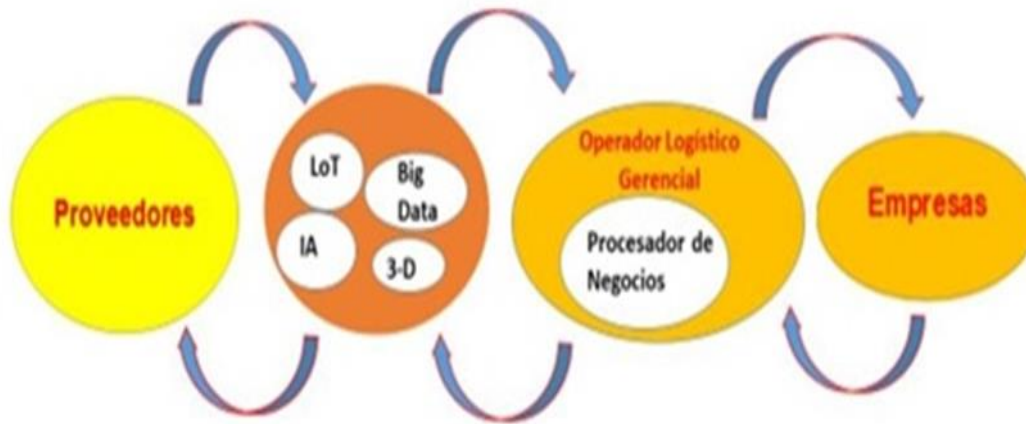 Proveedores
LoT
Big
Data
IA
3-D
Operador Logístico
Gerencial
Procesador de
Negocios
Empresas